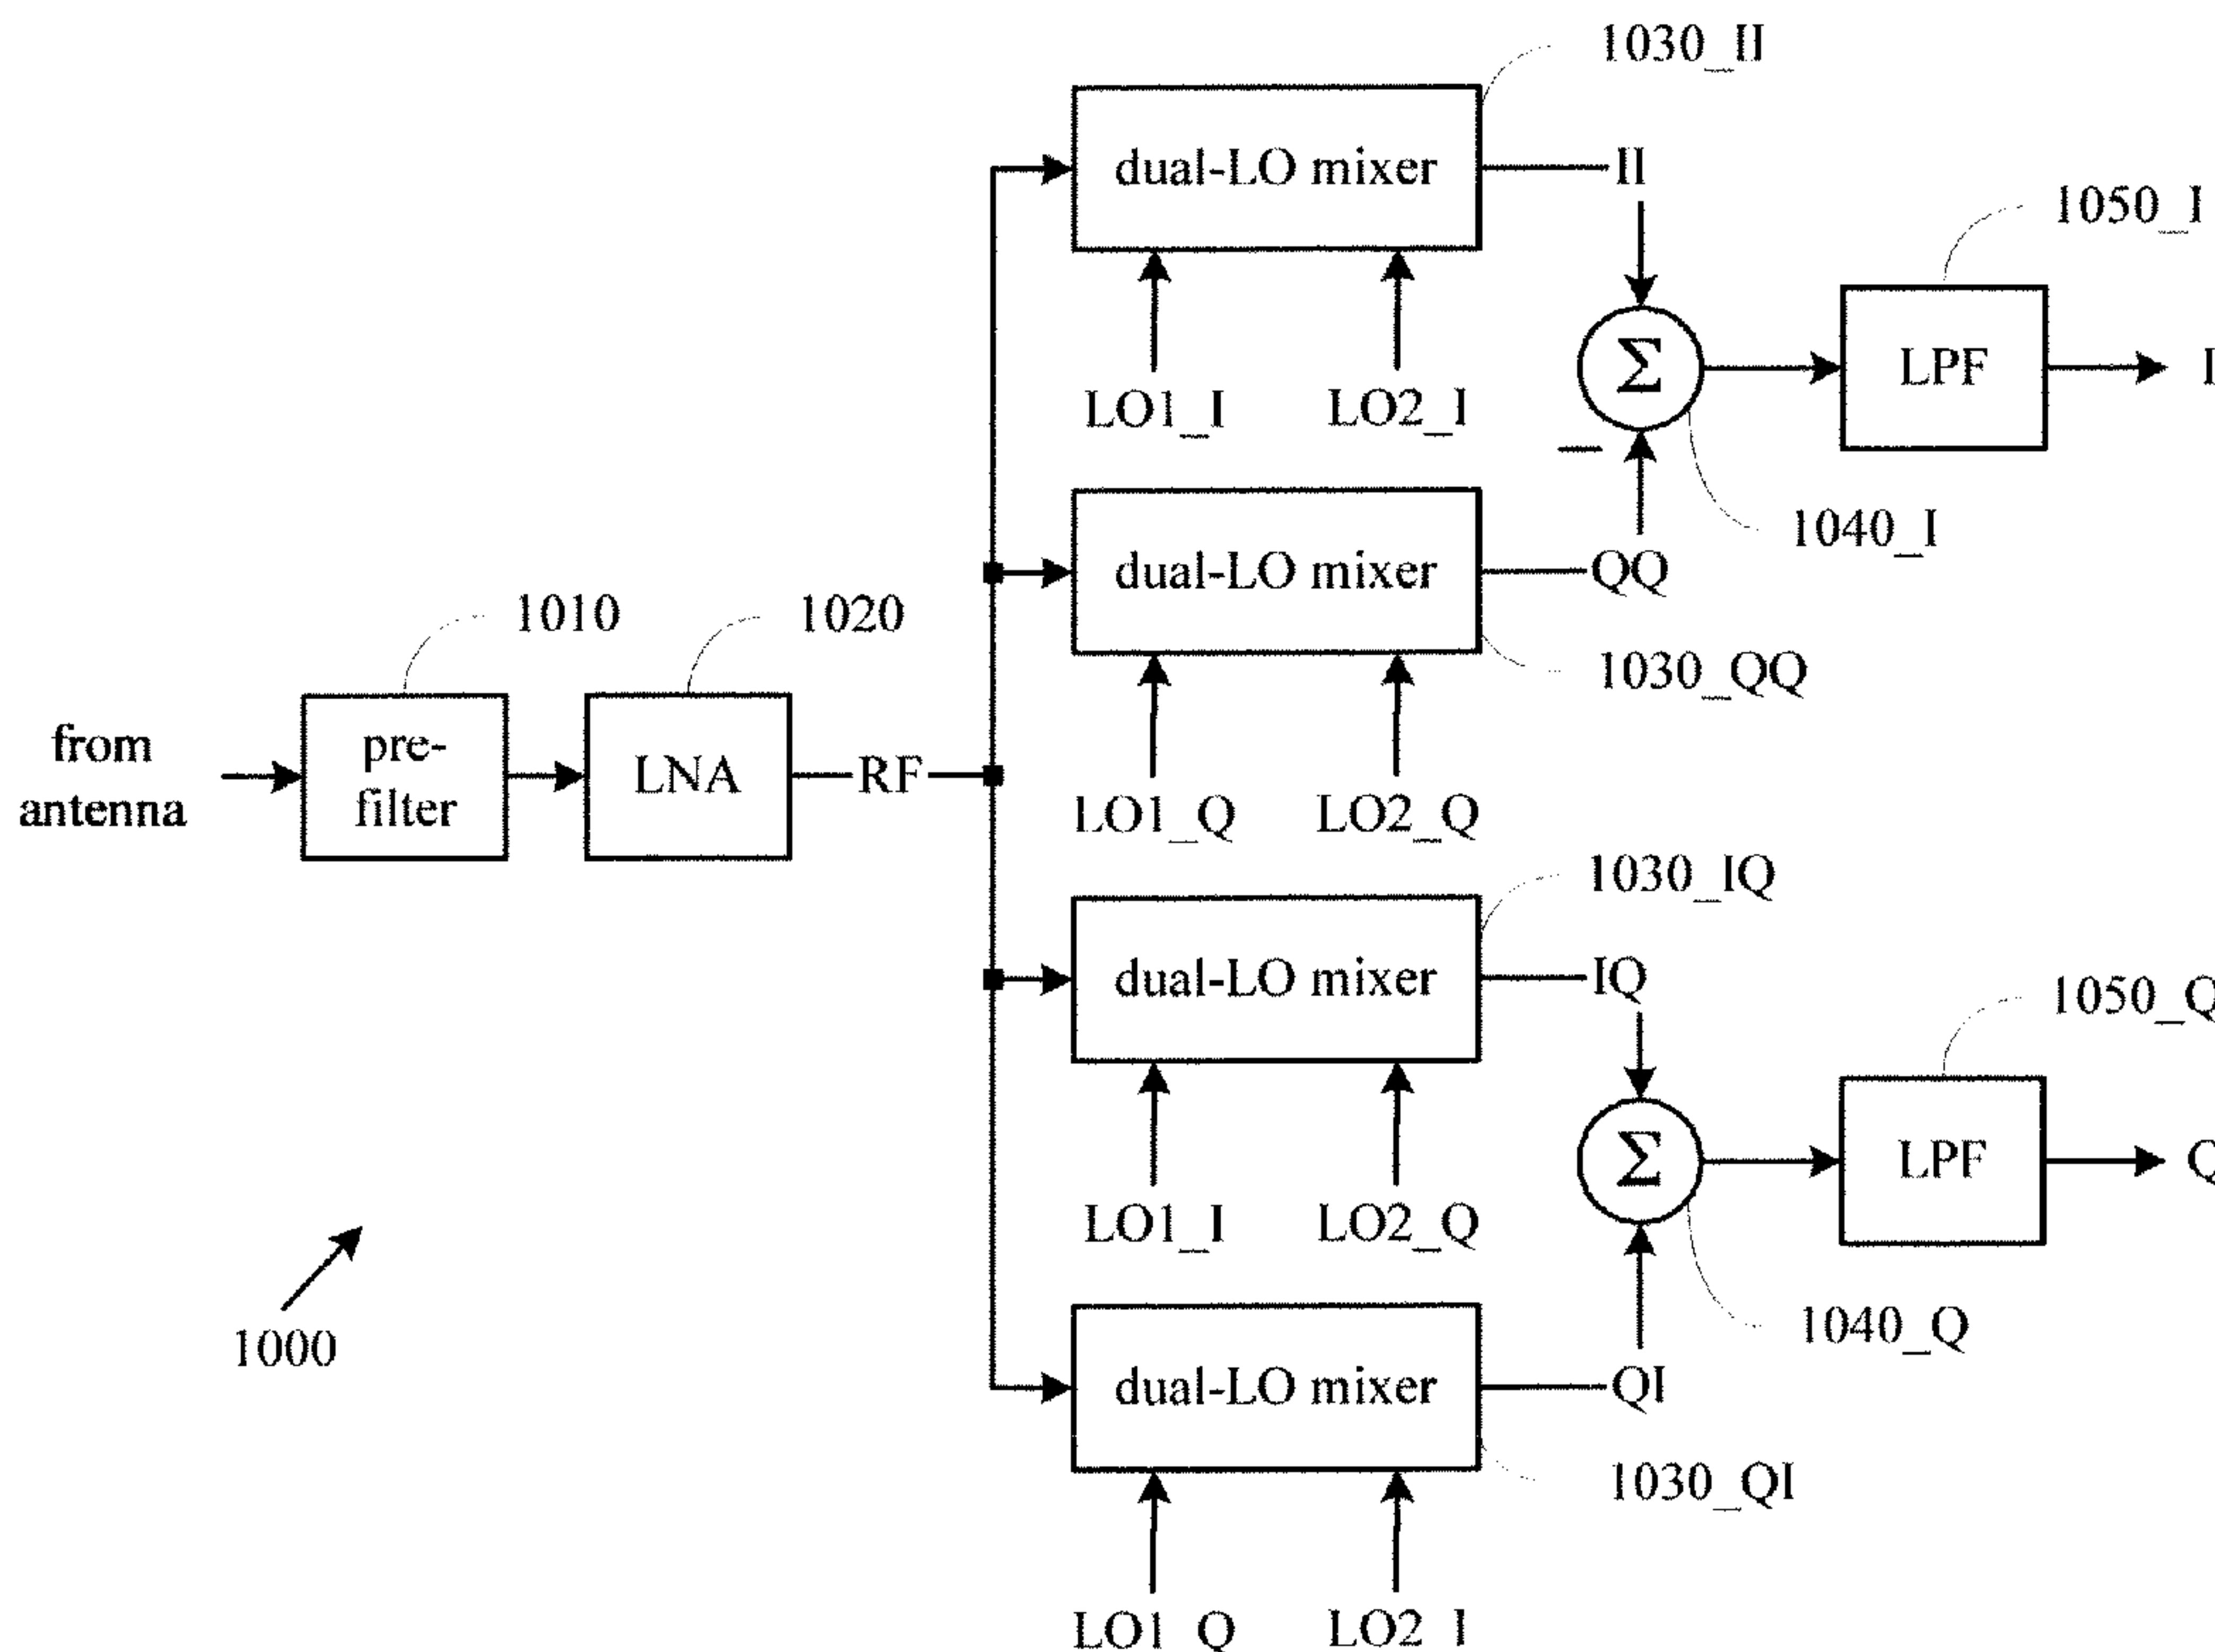 1030_II
dual-LO mixer
II
1050_I
LO1_I
LO2_I
Σ
LPF
I
–
1040_I
dual-LO mixer
QQ
1030_QQ
LO1_Q
LO2_Q
1010
1020
from
antenna
pre-
filter
LNA
RF
1030_IQ
dual-LO mixer
IQ
1050_Q
LO1_I
LO2_Q
Σ
LPF
Q
1040_Q
dual-LO mixer
QI
1030_QI
LO1_Q
LO2_I
1000